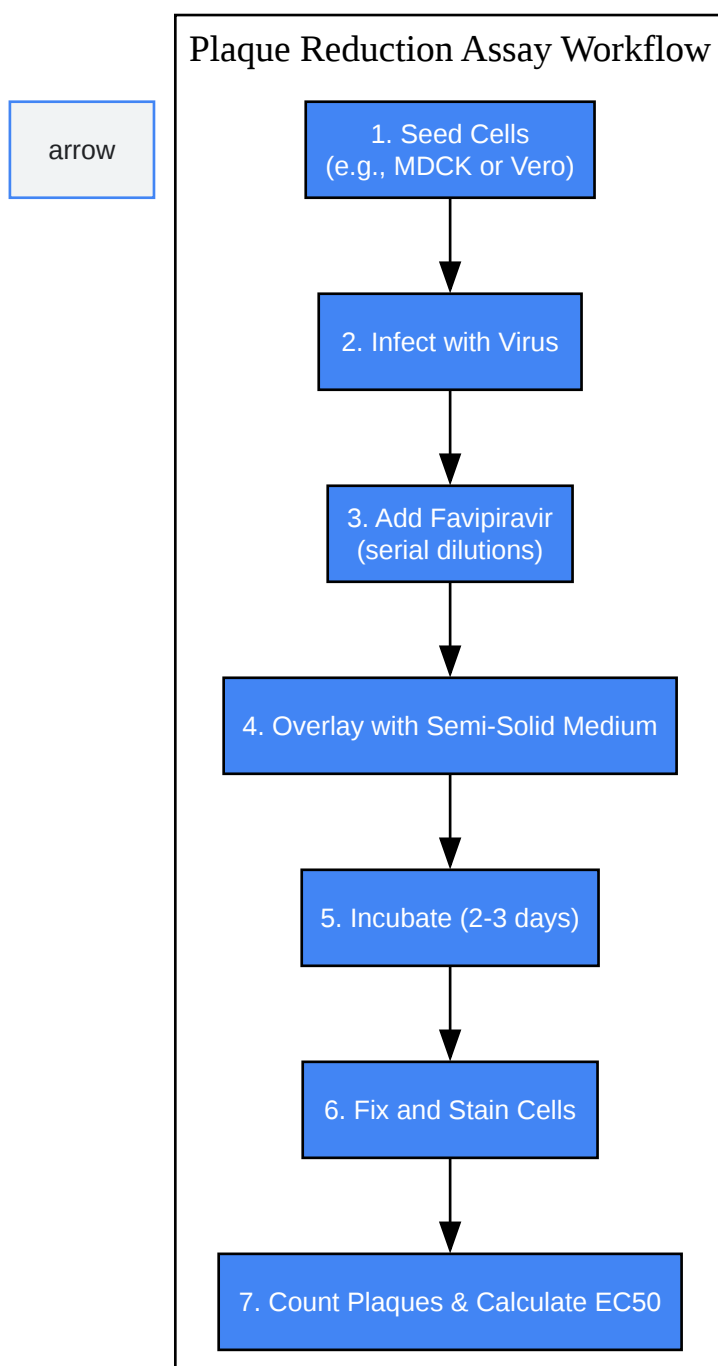 Plaque Reduction Assay Workflow
arrow
1. Seed Cells
(e.g., MDCK or Vero)
2. Infect with Virus
3. Add Favipiravir
(serial dilutions)
4. Overlay with Semi-Solid Medium
5. Incubate (2-3 days)
6. Fix and Stain Cells
7. Count Plaques & Calculate EC50